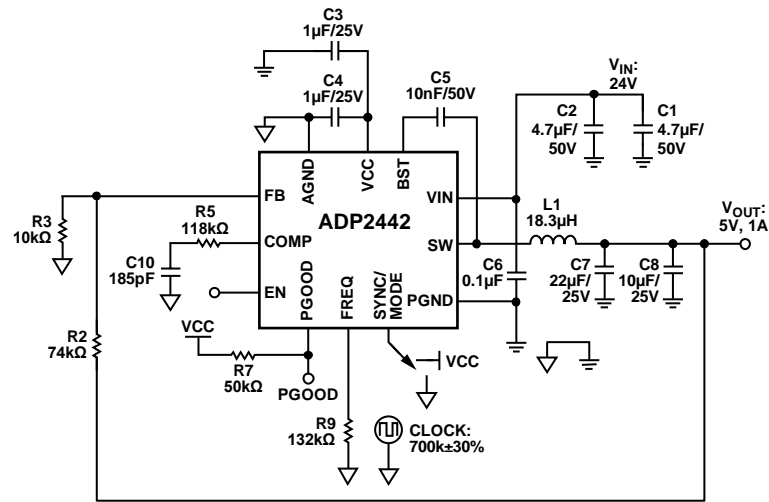 C3
1µF/25V
C4
1µF/25V
C5
10nF/50V
VIN:
24V
C2
4.7µF/
50V
C1
4.7µF/
50V
AGND
VCC
BST
FB
VIN
ADP2442
R3
10kΩ
R5
118kΩ
COMP
SW
L1
18.3µH
VOUT:
5V, 1A
C10
185pF
EN
PGOOD
FREQ
SYNC/
MODE
PGND
C6
0.1µF
C7
22µF/
25V
C8
10µF/
25V
VCC
R2
74kΩ
R7
50kΩ
PGOOD
VCC
R9
132kΩ
CLOCK:
700k±30%